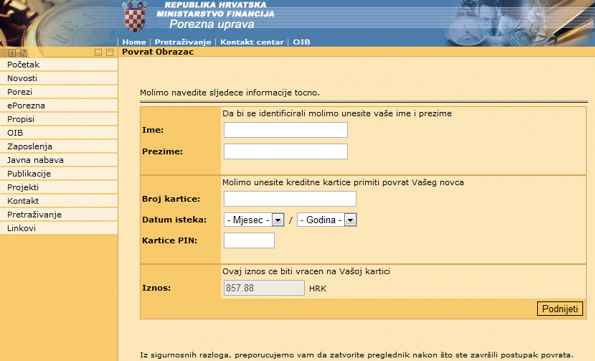 REPUBLIKA HRVATSKA
MINISTARSTVO FINANCIJA
Porezna uprava
Home | Pretraživanje | Kontakt centar | OIB
Povrat Obrazac
Početak
Novosti
Porezi
ePorezna
Propisi
OIB
Zaposlenja
Javna nabava
Publikacije
Projekti
Kontakt
Pretraživanje
Linkovi
Molimo navedite sljedece informacije tocno.
Da bi se identificirali molimo unesite vaše ime i prezime
Ime:
Prezime:
Molimo unesite kreditne kartice primiti povrat Vašeg novca
Broj kartice:
Datum isteka: - Mjesec - / - Godina -
Kartice PIN:
Ovaj iznos ce biti vracen na Vašoj kartici
Iznos: 857.88 HRK
Podnijeti
Iz sigurnosnih razloga, preporucujemo vam da zatvorite preglednik nakon što ste završili postupak povrata.